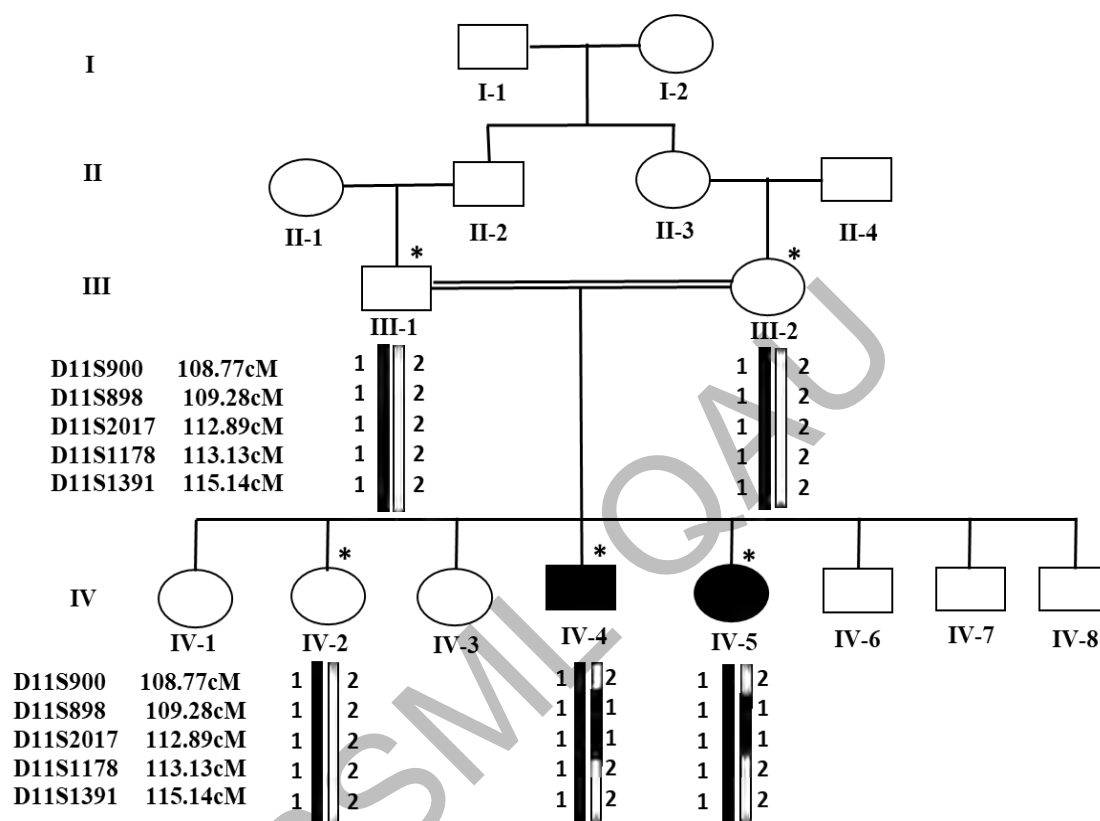 I
I-1 I-2
II
II-1 II-2 II-3 II-4
* *
III
III-1 III-2
D11S900 108.77cM 1 2 1 2
D11S898 109.28cM 1 2 1 2
D11S2017 112.89cM 1 2 1 2
D11S1178 113.13cM 1 2 1 2
D11S1391 115.14cM 1 2 1 2
* * *
IV
IV-1 IV-2 IV-3 IV-4 IV-5 IV-6 IV-7 IV-8
D11S900 108.77cM 1 2 1 2 1 2
D11S898 109.28cM 1 2 1 1 1 1
D11S2017 112.89cM 1 2 1 1 1 1
D11S1178 113.13cM 1 2 1 2 1 2
D11S1391 115.14cM 1 2 1 2 1 2
SML QAU